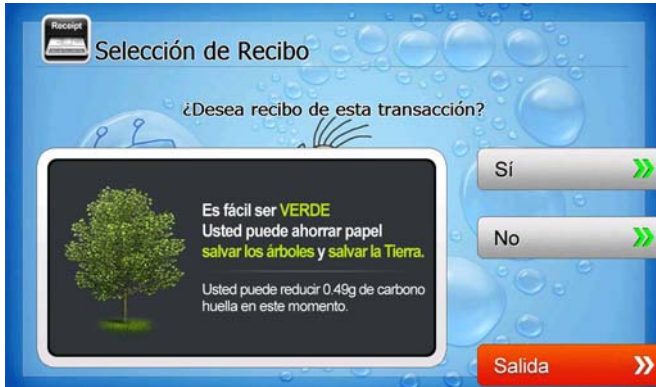 Receipt
Selección de Recibo
¿Desea recibo de esta transacción?
Es fácil ser VERDE
Usted puede ahorrar papel
salvar los árboles y salvar la Tierra.
Usted puede reducir 0.49g de carbono
huella en este momento.
Sí
No
Salida